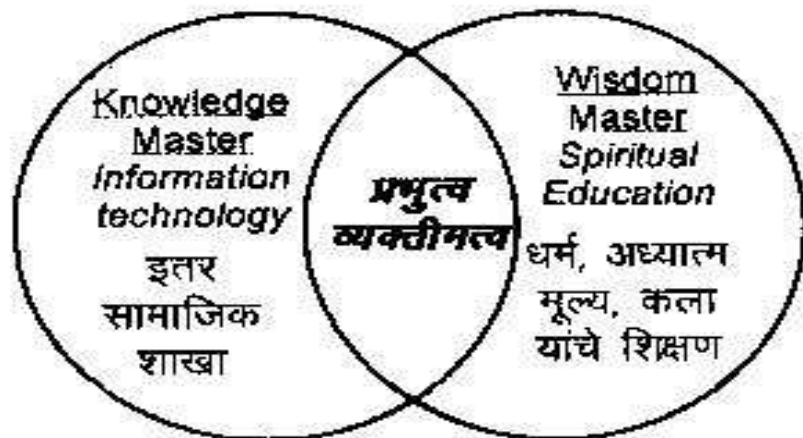 Knowledge
Master
Information
technology
इतर
सामाजिक
शाखा
प्रभुत्व
व्यक्तीमत्व
Wisdom
Master
Spiritual
Education
धर्म, अध्यात्म
मूल्य, कला
यांचे शिक्षण